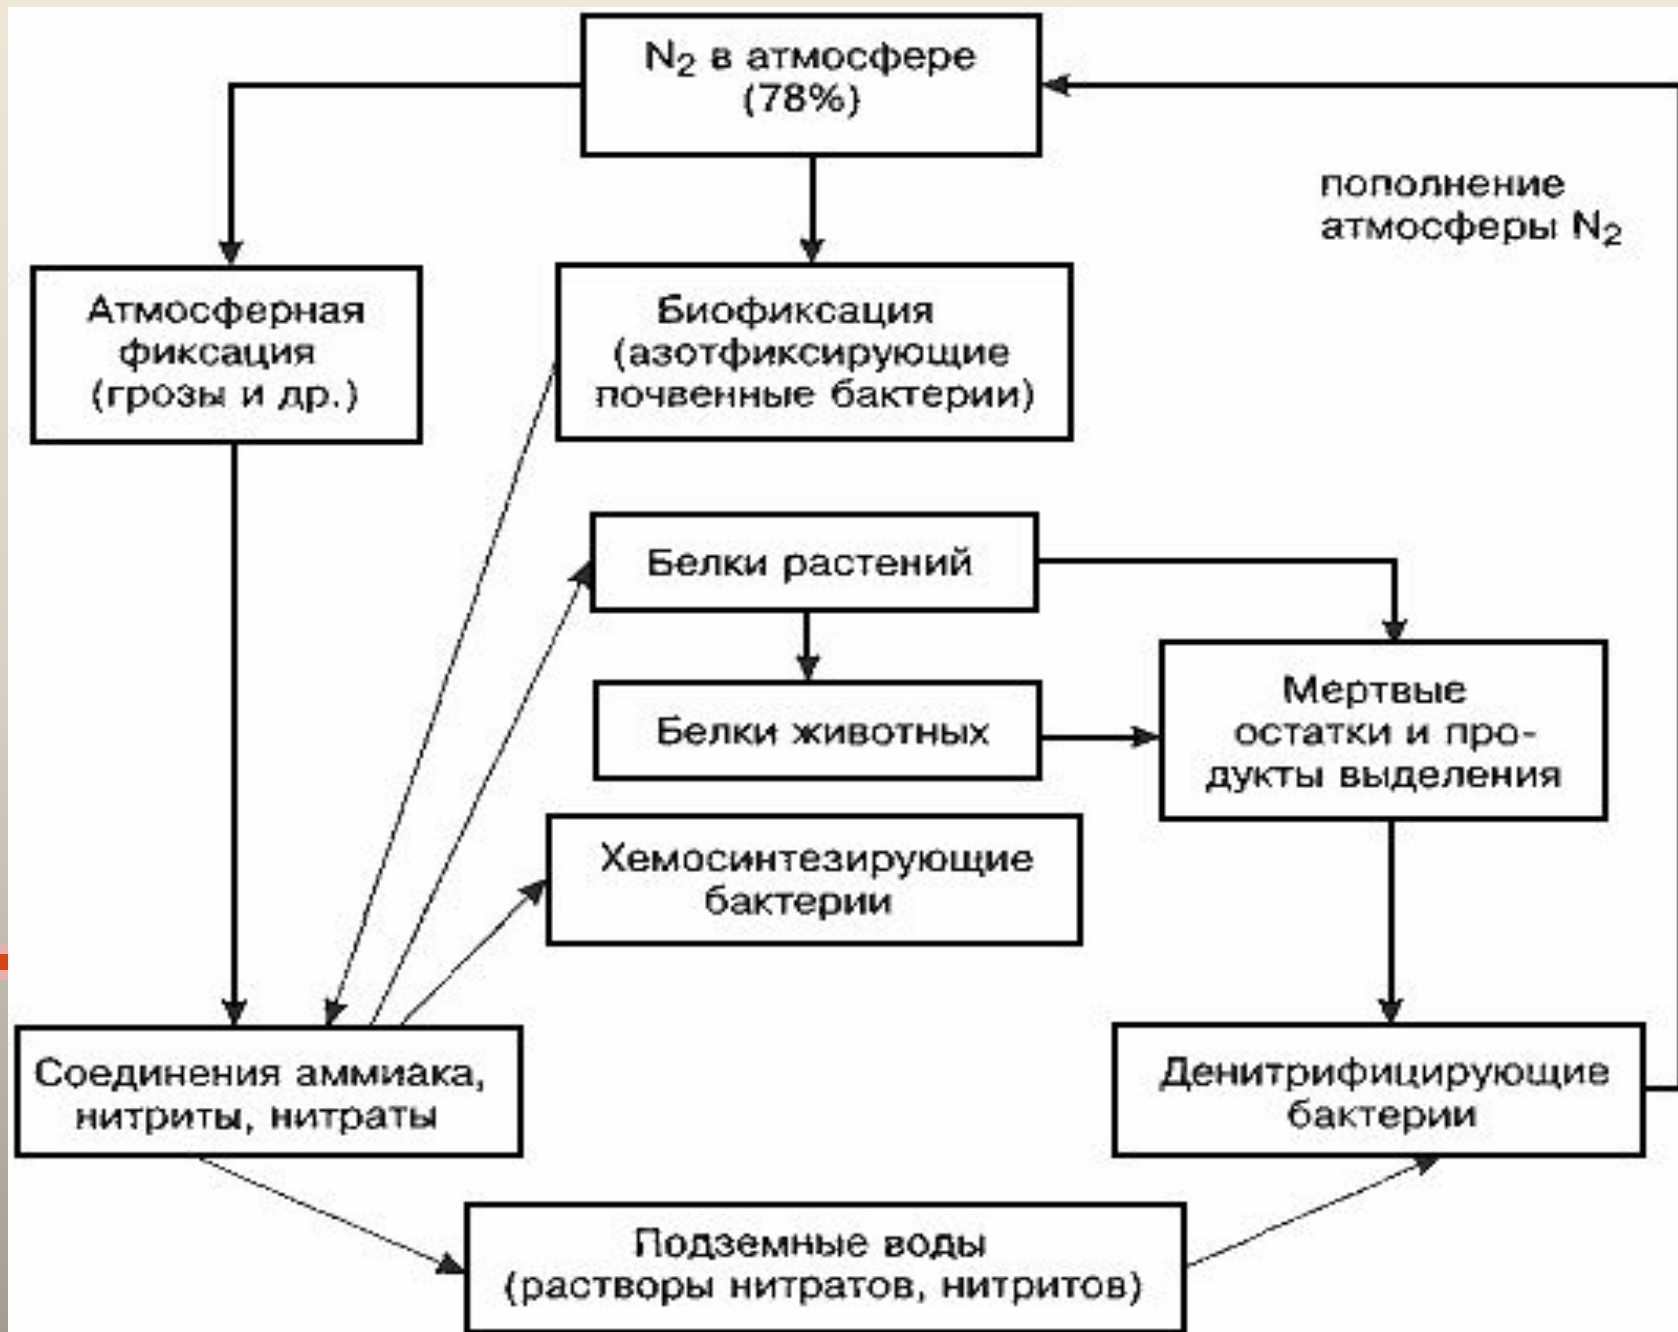 N₂ в атмосфере
(78%)
пополнение
атмосферы N₂
Атмосферная
фиксация
(грозы и др.)
Биофиксация
(азотфиксирующие
почвенные бактерии)
Белки растений
Белки животных
Мертвые
остатки и про-
дукты выделения
Хемосинтезирующие
бактерии
Соединения аммиака,
нитриты, нитраты
Денитрифицирующие
бактерии
Подземные воды
(растворы нитратов, нитритов)